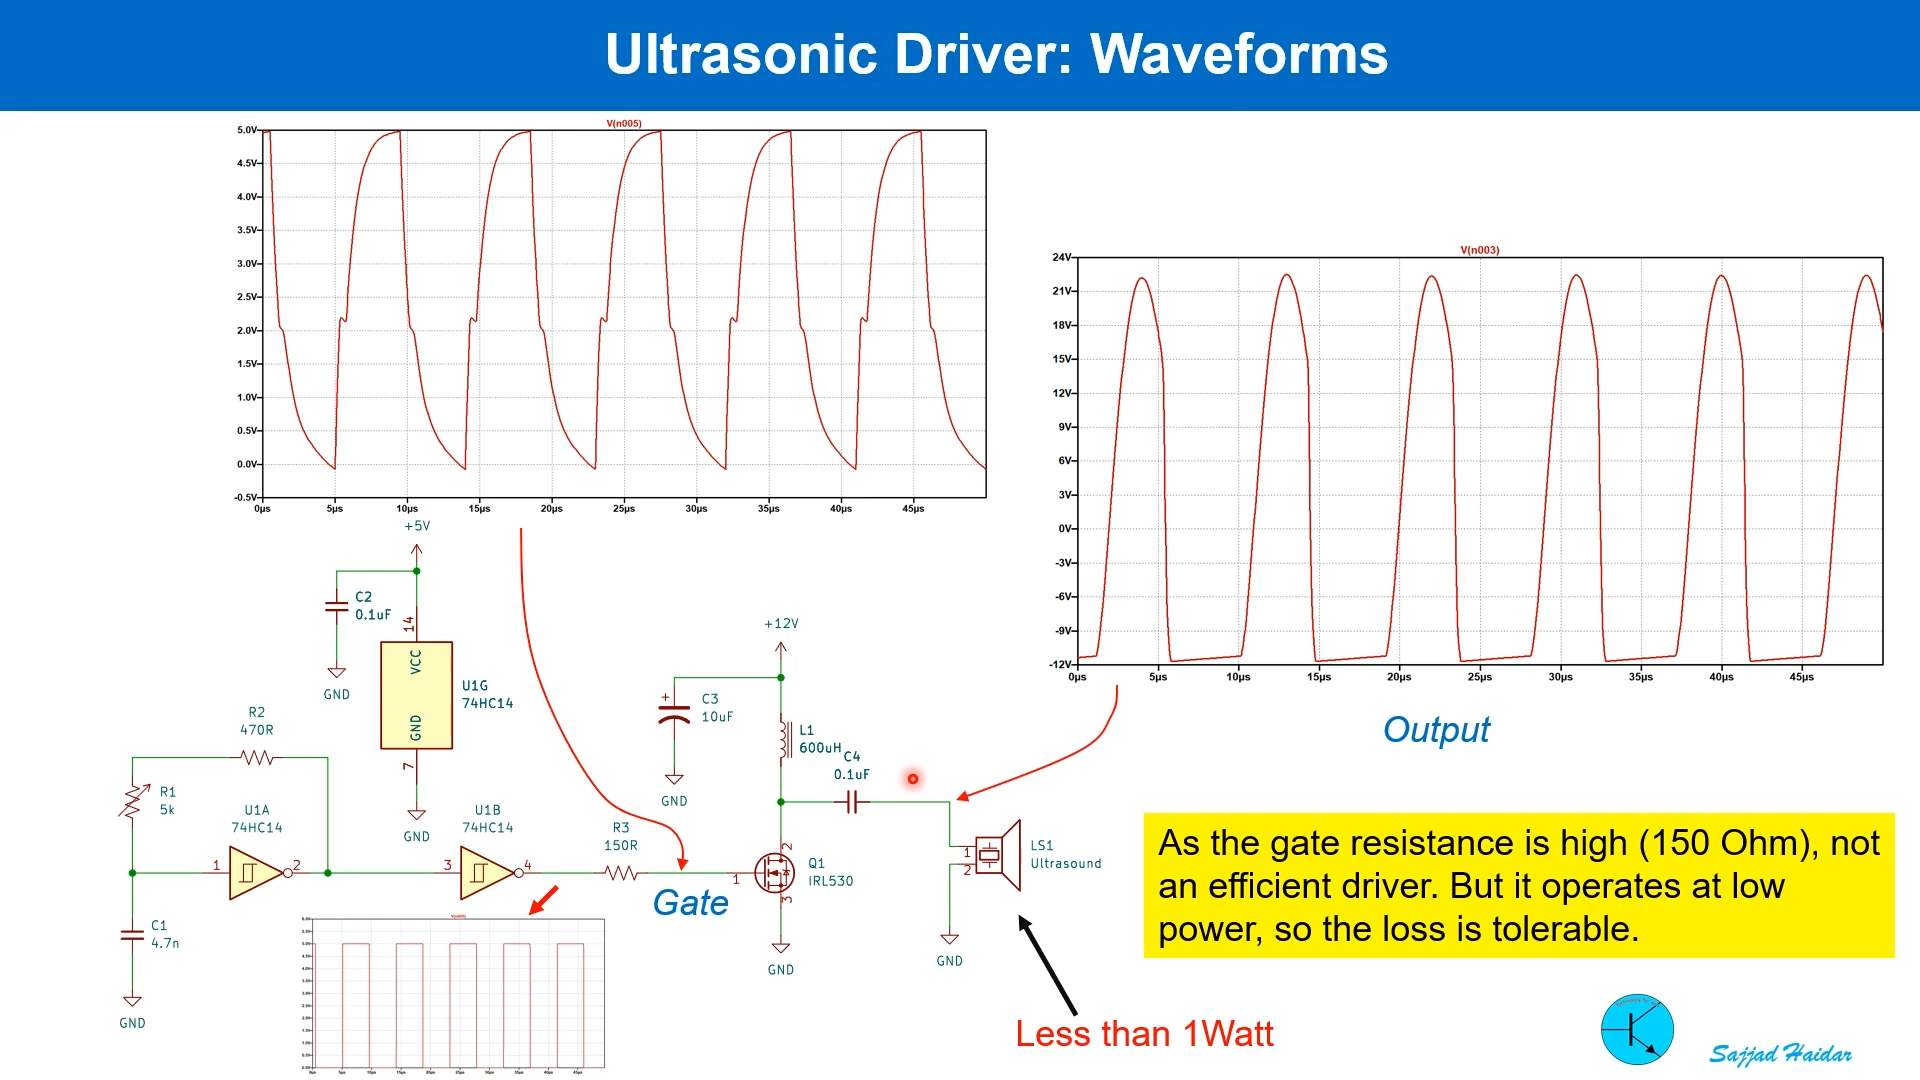 Ultrasonic Driver: Waveforms
V(n005)
5.0V
4.5V
4.0V
3.5V
3.0V
2.5V
2.0V
1.5V
1.0V
0.5V
0.0V
-0.5V
0µs 5µs 10µs 15µs 20µs 25µs 30µs 35µs 40µs 45µs
V(n003)
24V
21V
18V
15V
12V
9V
6V
3V
0V
-3V
-6V
-9V
-12V
0µs 5µs 10µs 15µs 20µs 25µs 30µs 35µs 40µs 45µs
Output
+5V
C2
0.1uF
GND
14
VCC
GND
7
U1G
74HC14
GND
R2
470R
R1
5k
U1A
74HC14
1 2
C1
4.7n
GND
U1B
74HC14
3 4
R3
150R
Gate
+12V
C3
10uF
GND
L1
600uH
C4
0.1uF
1
2
3
Q1
IRL530
GND
1
2
LS1
Ultrasound
GND
As the gate resistance is high (150 Ohm), not
an efficient driver. But it operates at low
power, so the loss is tolerable.
Less than 1Watt
Sajjad Haidar